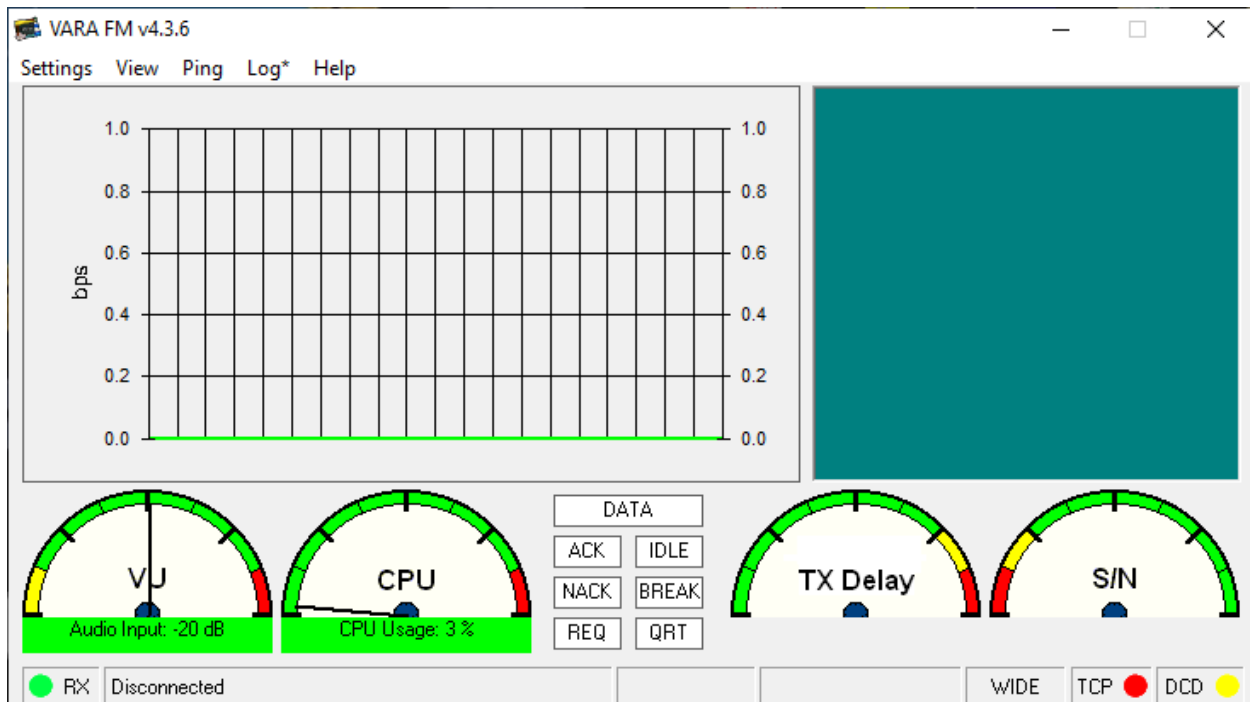 VARA FM v4.3.6
Settings View Ping Log* Help
1.0 1.0
0.8 0.8
0.6 0.6
bps
0.4 0.4
0.2 0.2
0.0 0.0
VU CPU TX Delay S/N
Audio Input: -20 dB CPU Usage: 3 %
DATA
ACK IDLE
NACK BREAK
REQ QRT
RX Disconnected WIDE TCP DCD